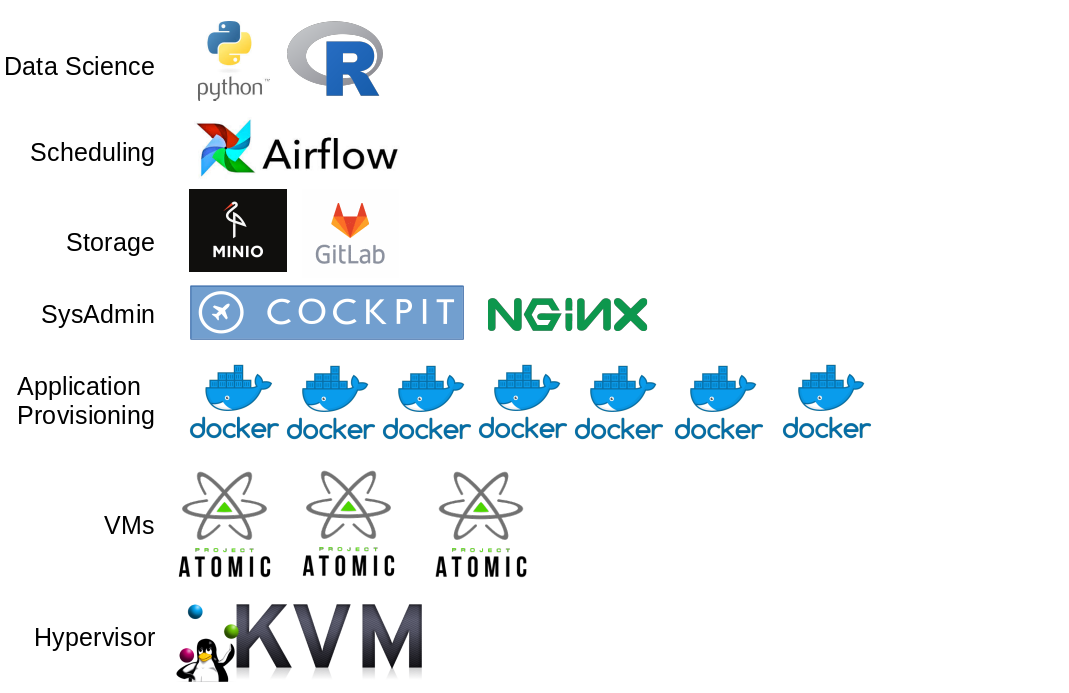 Data Science
python™
R
Scheduling
Airflow
Storage
MINIO
GitLab
SysAdmin
COCKPIT
NGINX
Application
Provisioning
docker docker docker docker docker docker docker
VMs
PROJECT PROJECT PROJECT
ATOMIC ATOMIC ATOMIC
Hypervisor
KVM